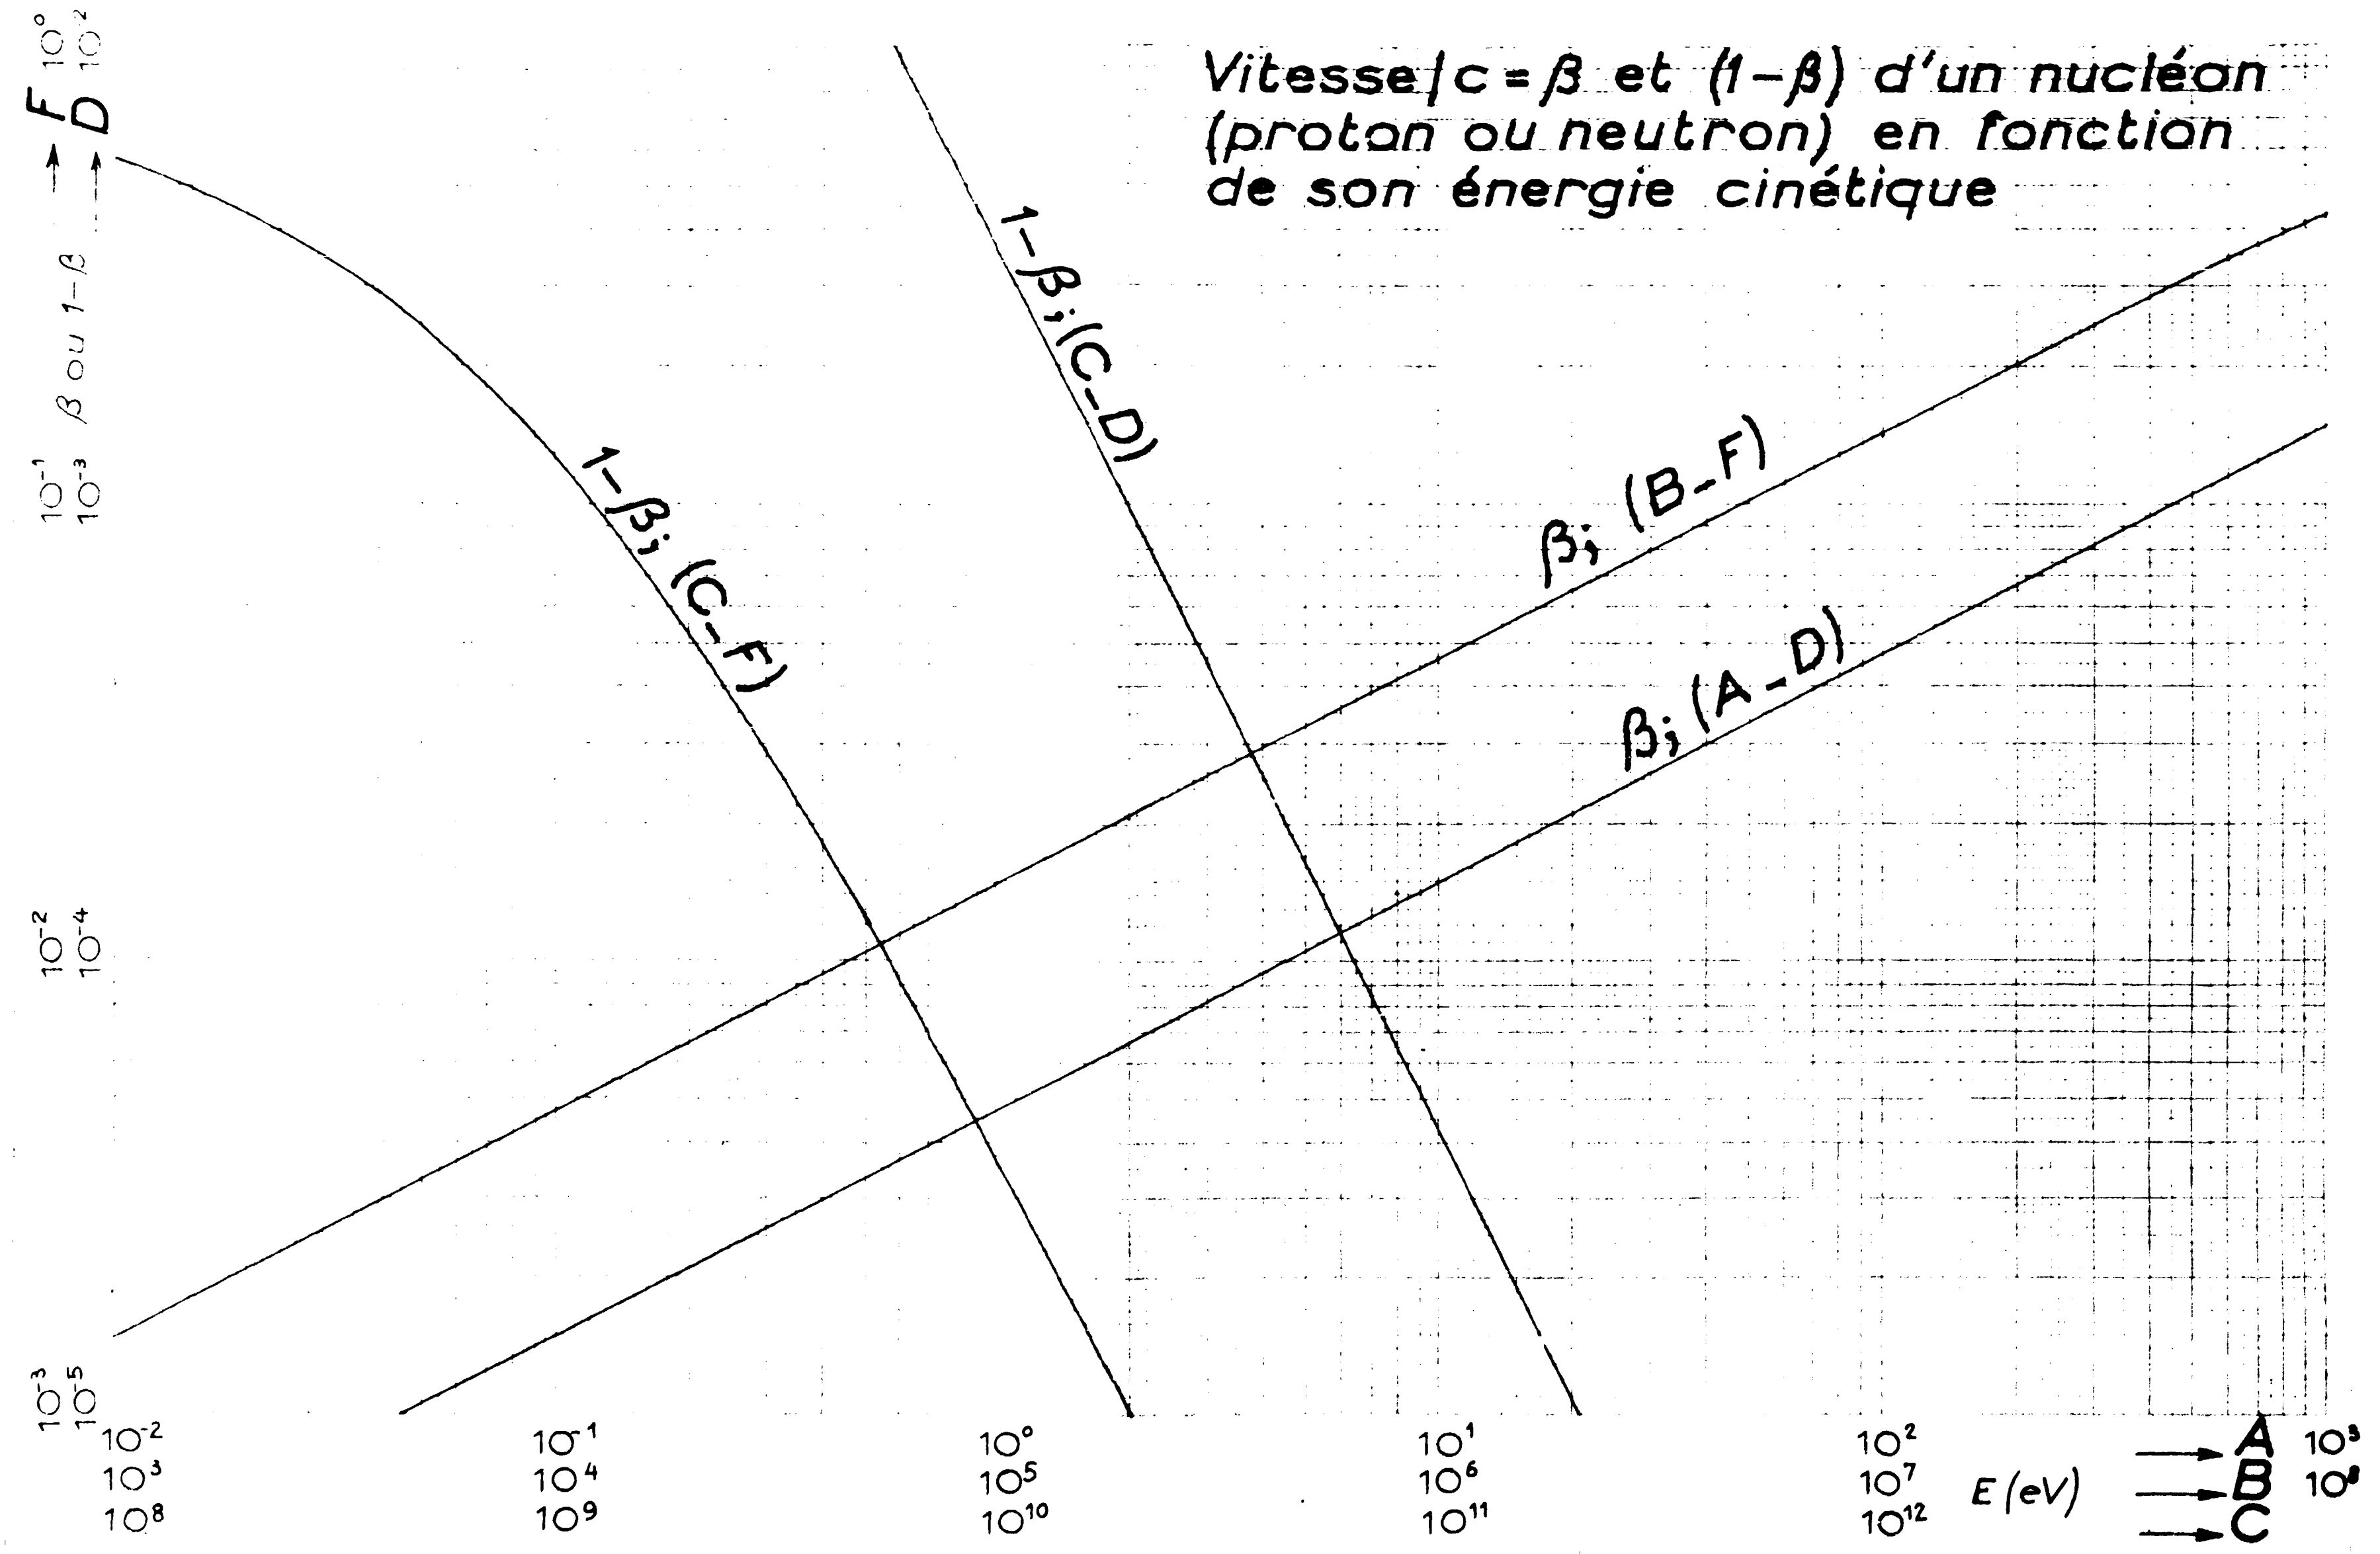 Vitesse/c = β et (1-β) d'un nucléon
(proton ou neutron) en fonction
de son énergie cinétique
F 10⁰
D 10⁻²
β ou 1-β
10⁻¹
10⁻³
10⁻²
10⁻⁴
10⁻³
10⁻⁵
1-β; (C-F)
1-β; (C-D)
β; (B-F)
β; (A-D)
10⁻² 10⁻¹ 10⁰ 10¹ 10² A 10³
10³ 10⁴ 10⁵ 10⁶ 10⁷ E (eV) B 10⁸
10⁸ 10⁹ 10¹⁰ 10¹¹ 10¹² C